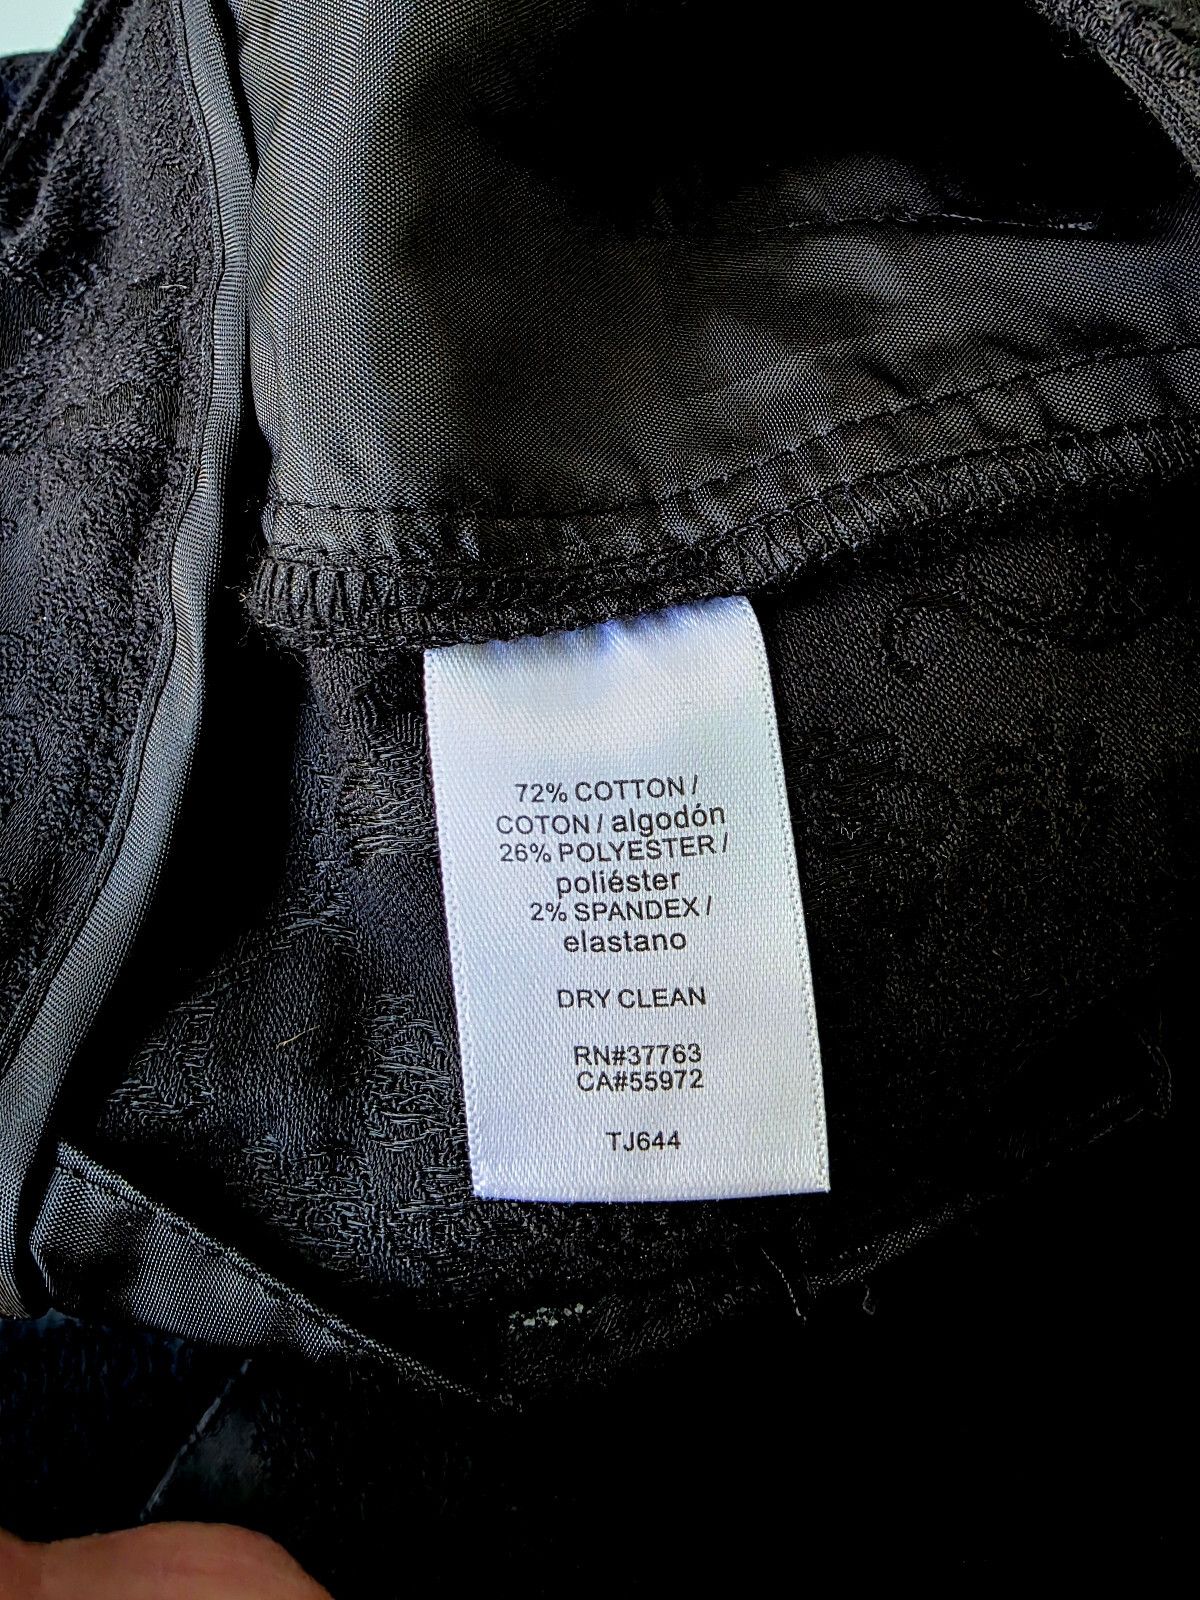 72% COTTON /
COTON / algodón
26% POLYESTER /
poliéster
2% SPANDEX /
elastano
DRY CLEAN
RN#37763
CA#55972
TJ644